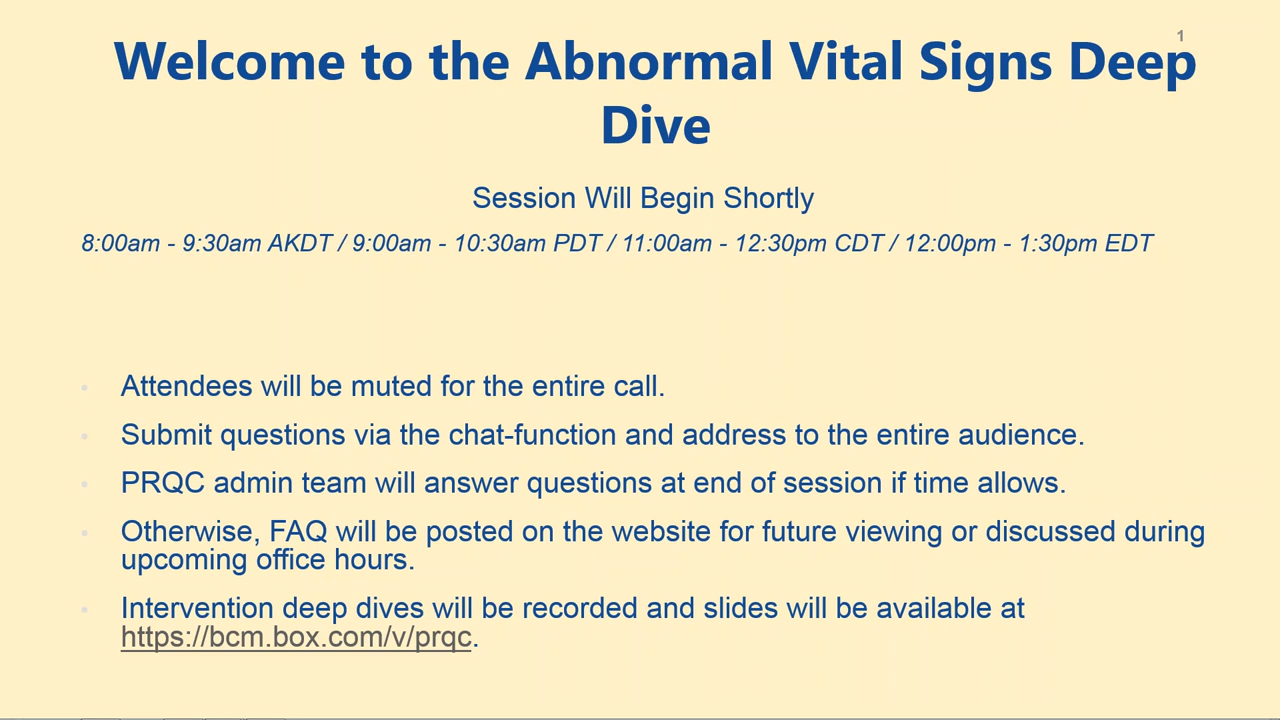 1
Welcome to the Abnormal Vital Signs Deep
Dive
Session Will Begin Shortly
8:00am - 9:30am AKDT / 9:00am - 10:30am PDT / 11:00am - 12:30pm CDT / 12:00pm - 1:30pm EDT
• Attendees will be muted for the entire call.
• Submit questions via the chat-function and address to the entire audience.
• PRQC admin team will answer questions at end of session if time allows.
• Otherwise, FAQ will be posted on the website for future viewing or discussed during
upcoming office hours.
• Intervention deep dives will be recorded and slides will be available at
https://bcm.box.com/v/prqc.